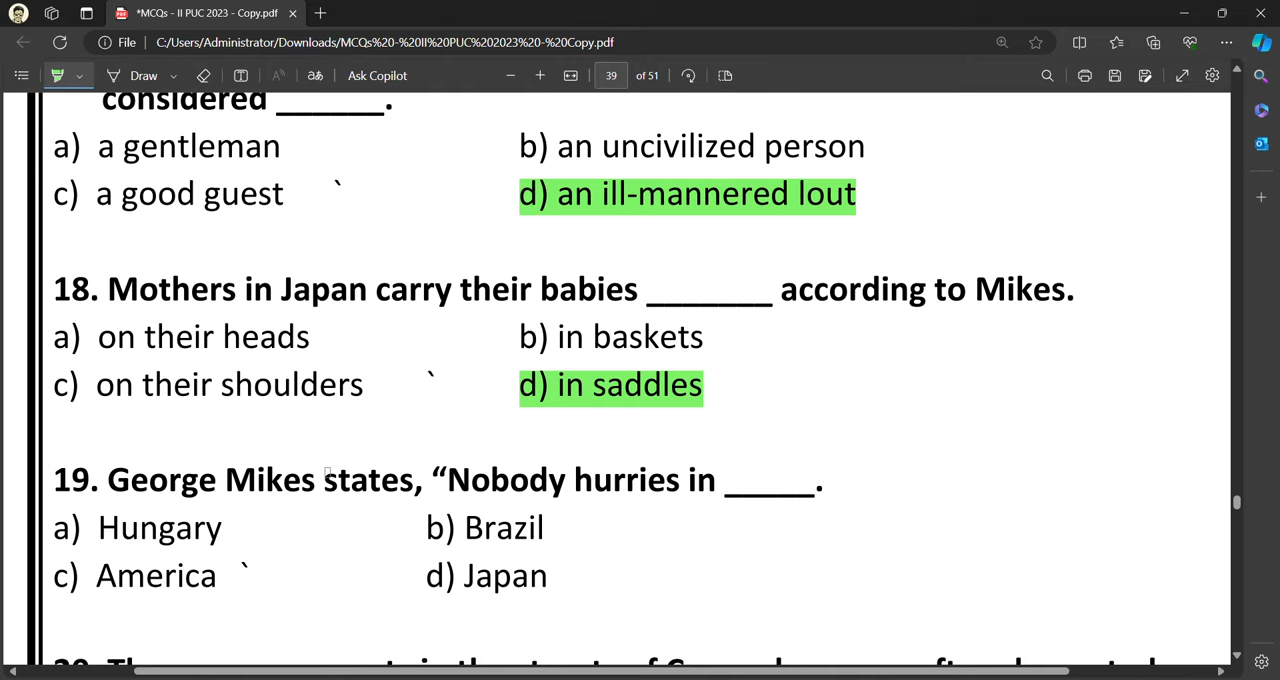 *MCQs - II PUC 2023 - Copy.pdf
File C:/Users/Administrator/Downloads/MCQs%20-%20II%20PUC%202023%20-%20Copy.pdf
Draw Ask Copilot 39 of 51
considered ______.
a) a gentleman b) an uncivilized person
c) a good guest ` d) an ill-mannered lout
18. Mothers in Japan carry their babies _______ according to Mikes.
a) on their heads b) in baskets
c) on their shoulders ` d) in saddles
19. George Mikes states, “Nobody hurries in _____.
a) Hungary b) Brazil
c) America ` d) Japan